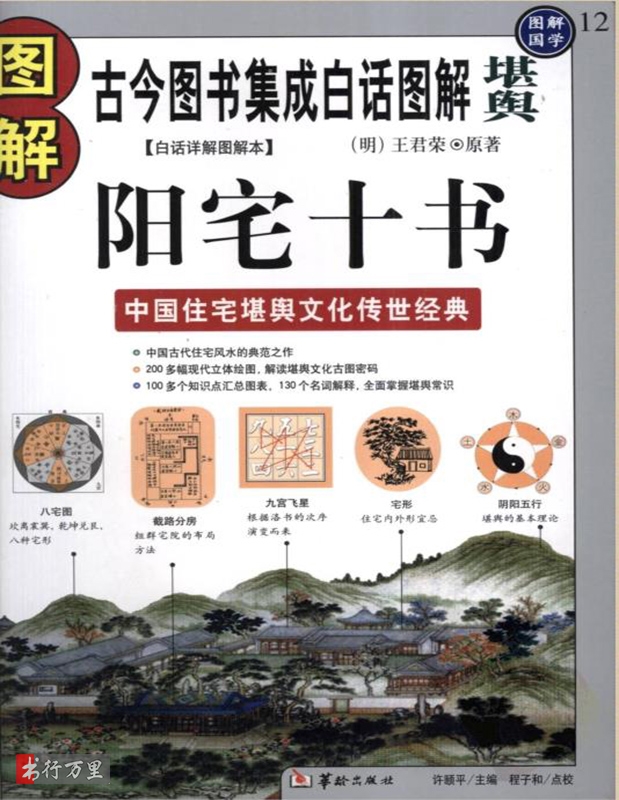 图解国学
12
图解
古今图书集成白话图解
堪舆
【白话详解图解本】
(明)王君荣⊙原著
阳宅十书
中国住宅堪舆文化传世经典
中国古代住宅风水的典范之作
200多幅现代立体绘图,解读堪舆文化古图密码
100多个知识点汇总图表,130个名词解释,全面掌握堪舆常识
八宅图
坎离震巽,乾坤兑艮,
八种宅形
截路分房
组群宅院的布局
方法
九宫飞星
根据洛书的次序
演变而来
宅形
住宅内外形宜忌
木
土
金
水
火
阴阳五行
堪舆的基本理论
书行万里
华龄出版社
许颐平/主编 程子和/点校